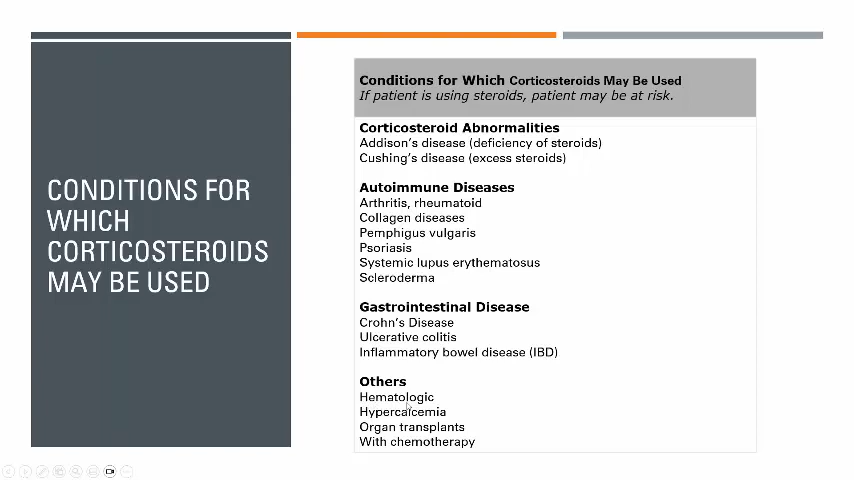 CONDITIONS FOR
WHICH
CORTICOSTEROIDS
MAY BE USED
Conditions for Which Corticosteroids May Be Used
If patient is using steroids, patient may be at risk.
Corticosteroid Abnormalities
Addison's disease (deficiency of steroids)
Cushing's disease (excess steroids)
Autoimmune Diseases
Arthritis, rheumatoid
Collagen diseases
Pemphigus vulgaris
Psoriasis
Systemic lupus erythematosus
Scleroderma
Gastrointestinal Disease
Crohn's Disease
Ulcerative colitis
Inflammatory bowel disease (IBD)
Others
Hematologic
Hypercalcemia
Organ transplants
With chemotherapy